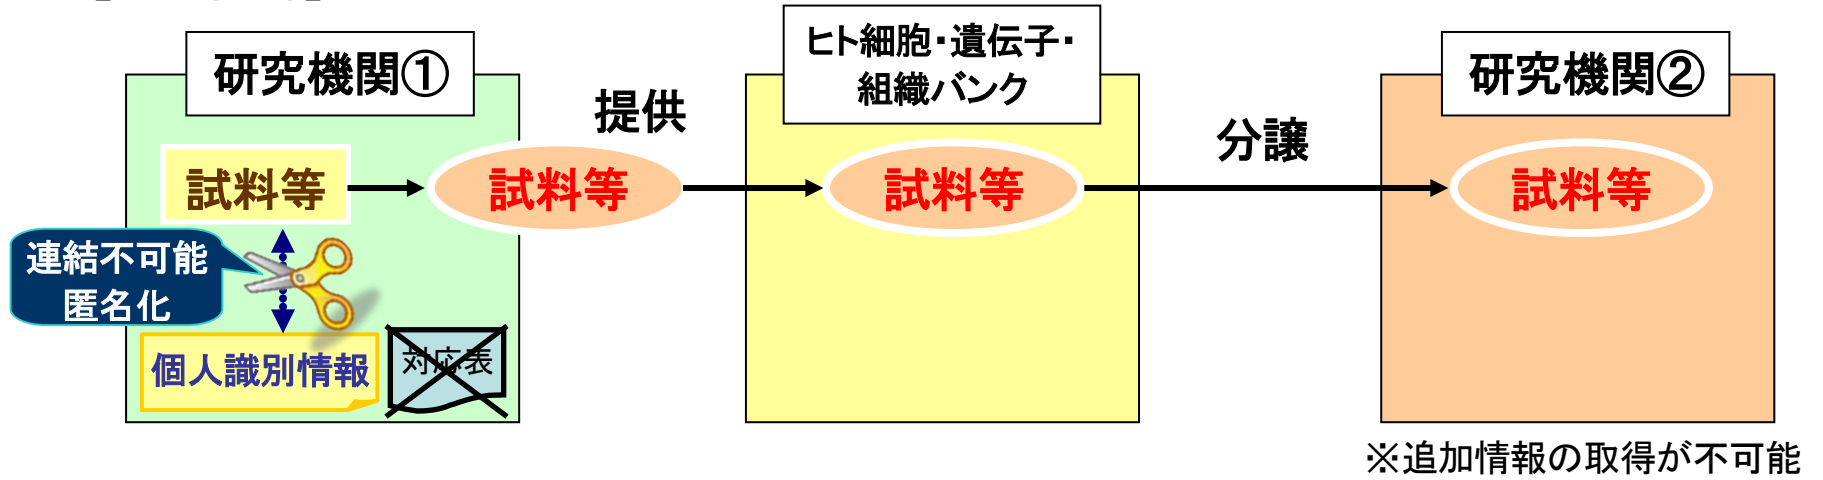 研究機関①
ヒト細胞・遺伝子・
組織バンク
研究機関②
提供
分譲
試料等
試料等
試料等
試料等
連結不可能
匿名化
個人識別情報
対応表
※追加情報の取得が不可能